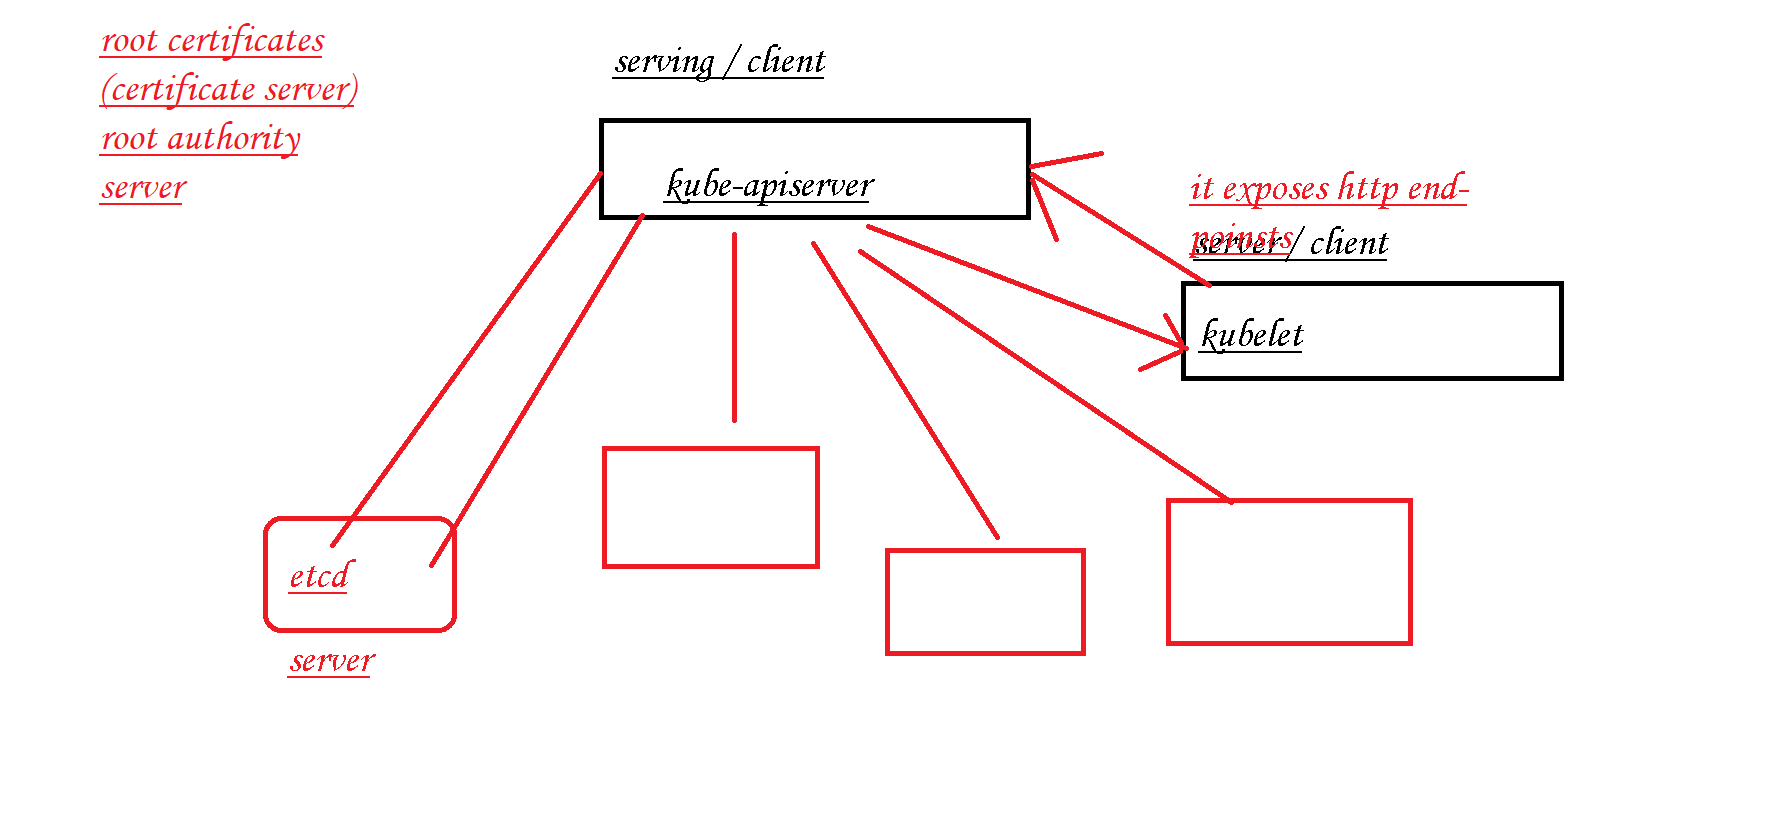 root certificates
(certificate server)
root authority
server
serving / client
kube-apiserver
it exposes http end-
poinsts
server / client
kubelet
etcd
server